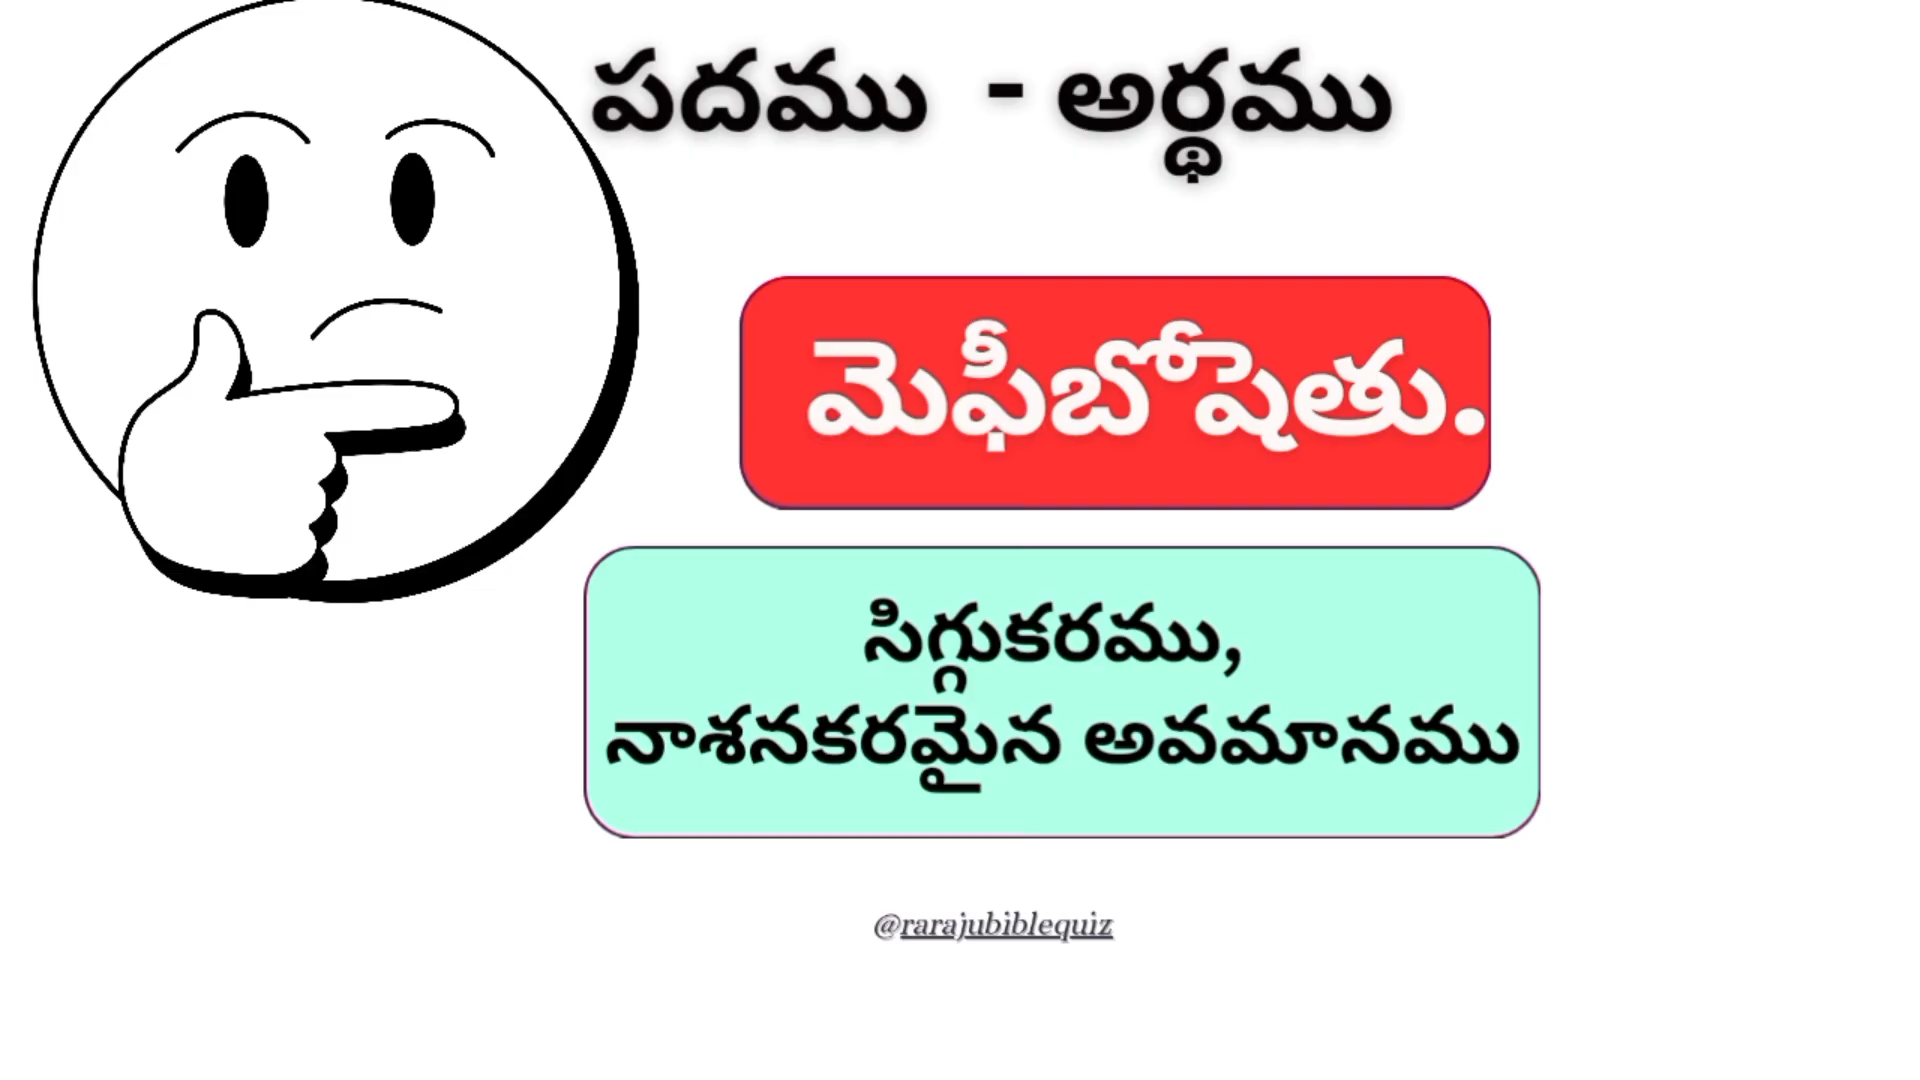 పదము - అర్థము
మెఫీబోషెతు.
సిగ్గుకరము,
నాశనకరమైన అవమానము
@rarajubiblequiz